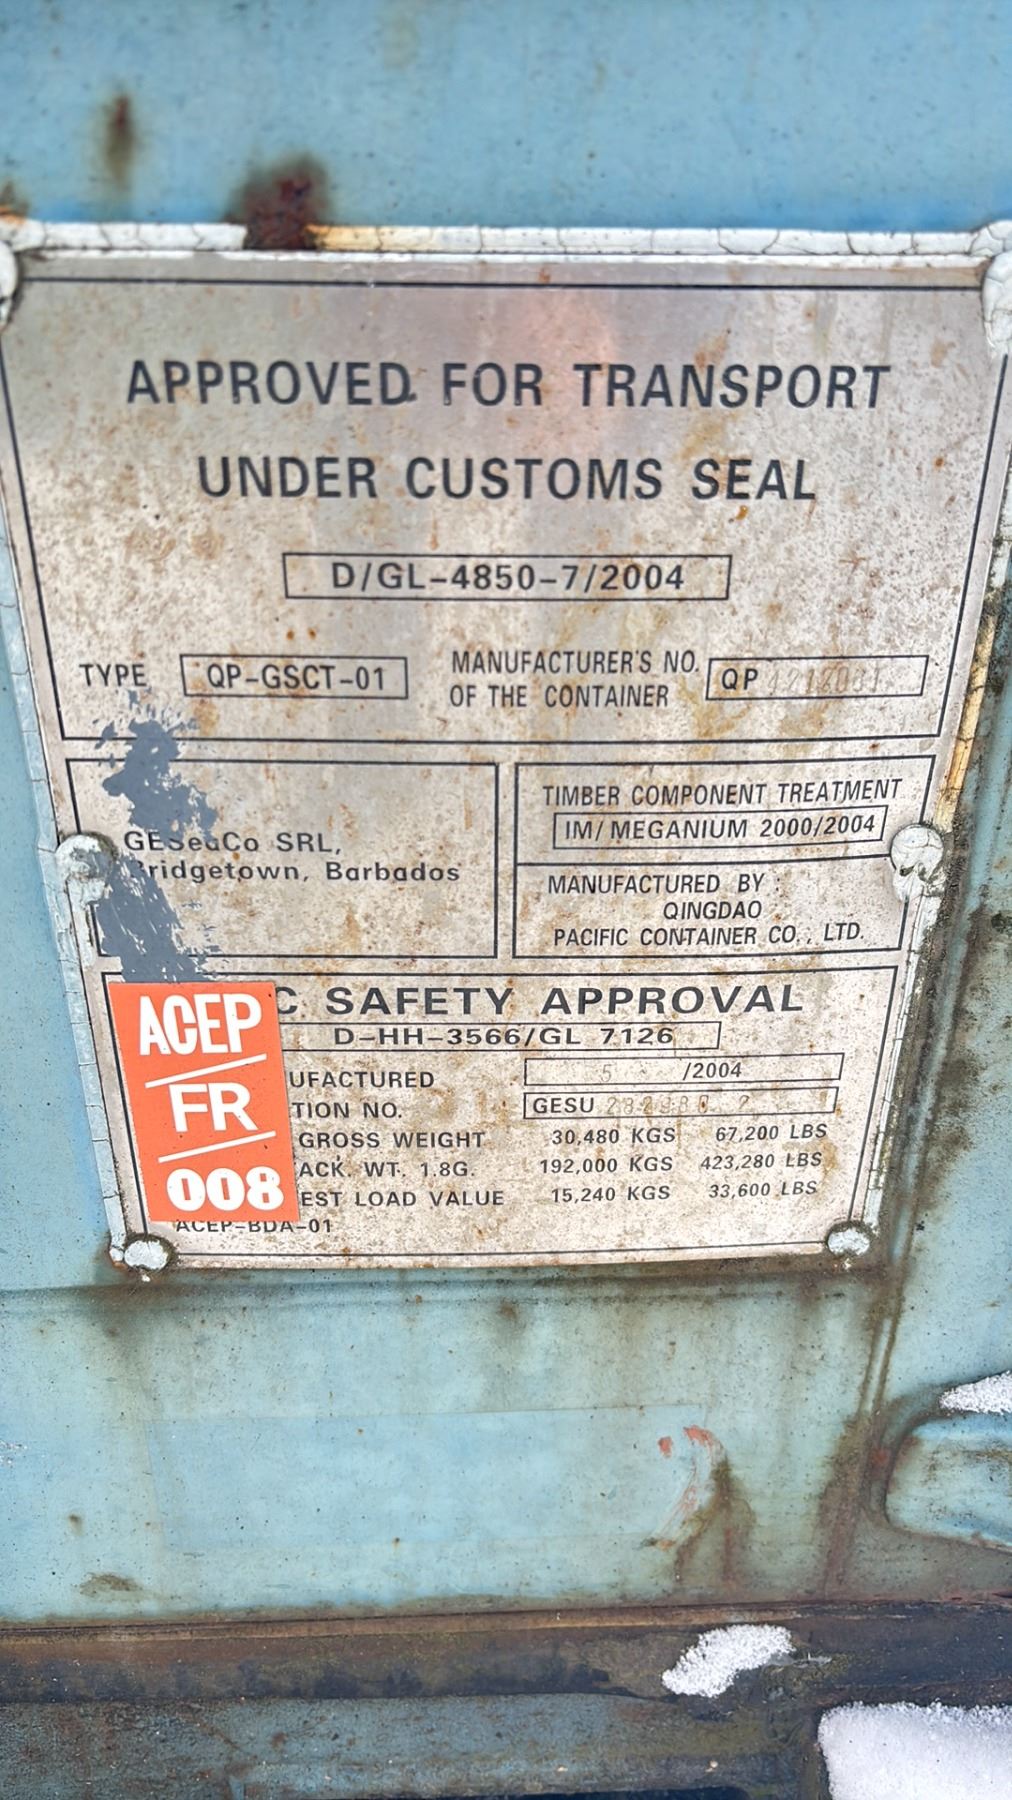 APPROVED FOR TRANSPORT
UNDER CUSTOMS SEAL
D/GL-4850-7/2004
TYPE QP-GSCT-01 MANUFACTURER'S NO. OF THE CONTAINER QP
GESeaCo SRL,
Bridgetown, Barbados
TIMBER COMPONENT TREATMENT
IM/MEGANIUM 2000/2004
MANUFACTURED BY :
QINGDAO
PACIFIC CONTAINER CO., LTD.
C SAFETY APPROVAL
D-HH-3566/GL 7126
UFACTURED 5 /2004
TION NO. GESU
GROSS WEIGHT 30,480 KGS 67,200 LBS
ACK. WT. 1.8G. 192,000 KGS 423,280 LBS
EST LOAD VALUE 15,240 KGS 33,600 LBS
ACEP-BDA-01
ACEP
FR
008